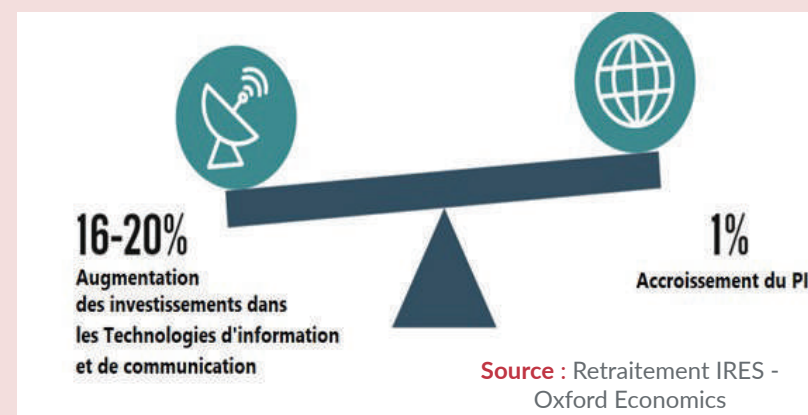 16-20%
Augmentation
des investissements dans
les Technologies d'information
et de communication
1%
Accroissement du PI
Source : Retraitement IRES -
Oxford Economics